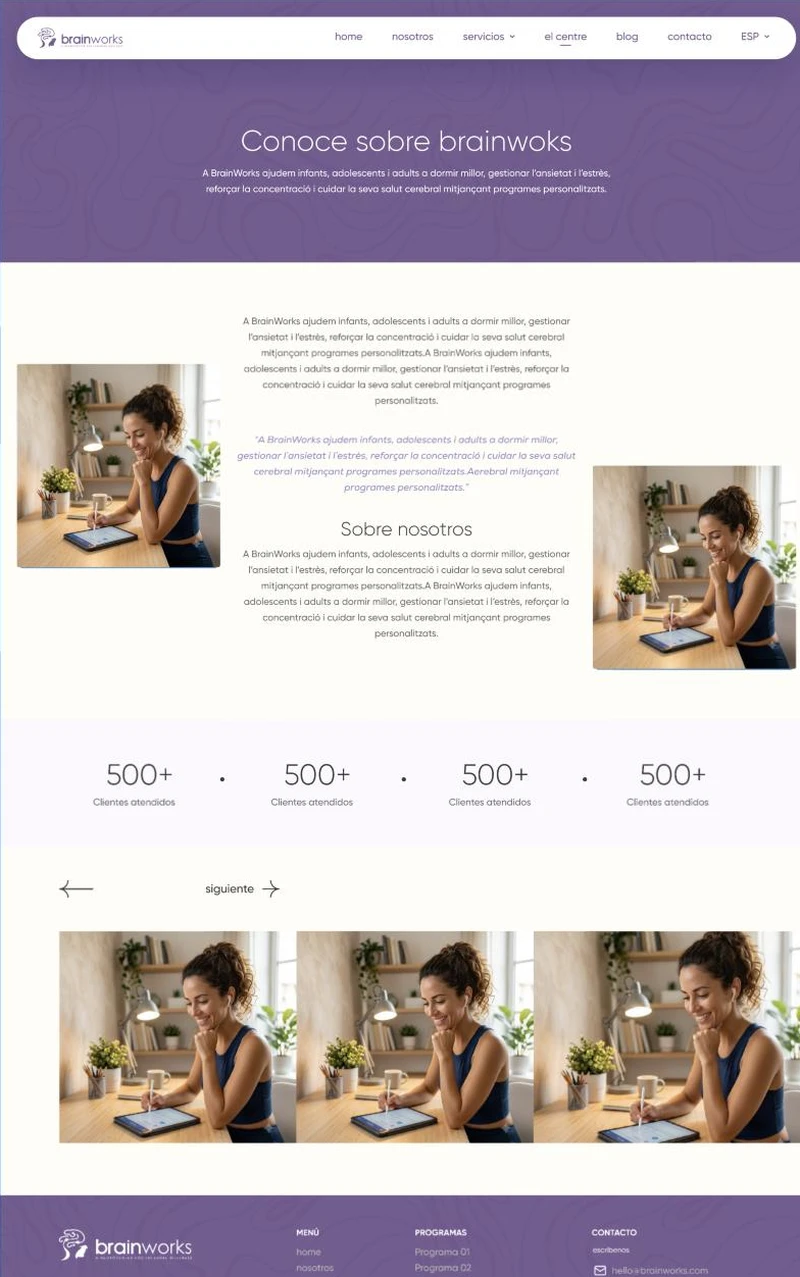 brainworks
home nosotros servicios el centre blog contacto ESP
Conoce sobre brainwoks
A BrainWorks ajudem infants, adolescents i adults a dormir millor, gestionar l'ansietat i l'estrès,
reforçar la concentració i cuidar la seva salut cerebral mitjançant programes personalitzats.
A BrainWorks ajudem infants, adolescents i adults a dormir millor, gestionar
l'ansietat i l'estrès, reforçar la concentració i cuidar la seva salut cerebral
mitjançant programes personalitzats.A BrainWorks ajudem infants,
adolescents i adults a dormir millor, gestionar l'ansietat i l'estrès, reforçar la
concentració i cuidar la seva salut cerebral mitjançant programes
personalitzats.
"A BrainWorks ajudem infants, adolescents i adults a dormir millor,
gestionar l'ansietat i l'estrès, reforçar la concentració i cuidar la seva salut
cerebral mitjançant programes personalitzats.Aerebral mitjançant
programes personalitzats."
Sobre nosotros
A BrainWorks ajudem infants, adolescents i adults a dormir millor, gestionar
l'ansietat i l'estrès, reforçar la concentració i cuidar la seva salut cerebral
mitjançant programes personalitzats.A BrainWorks ajudem infants,
adolescents i adults a dormir millor, gestionar l'ansietat i l'estrès, reforçar la
concentració i cuidar la seva salut cerebral mitjançant programes
personalitzats.
500+ • 500+ • 500+ • 500+
Clientes atendidos Clientes atendidos Clientes atendidos Clientes atendidos
siguiente
brainworks
MENÚ
home
nosotros
PROGRAMAS
Programa 01
Programa 02
CONTACTO
escríbenos
hello@brainworks.com